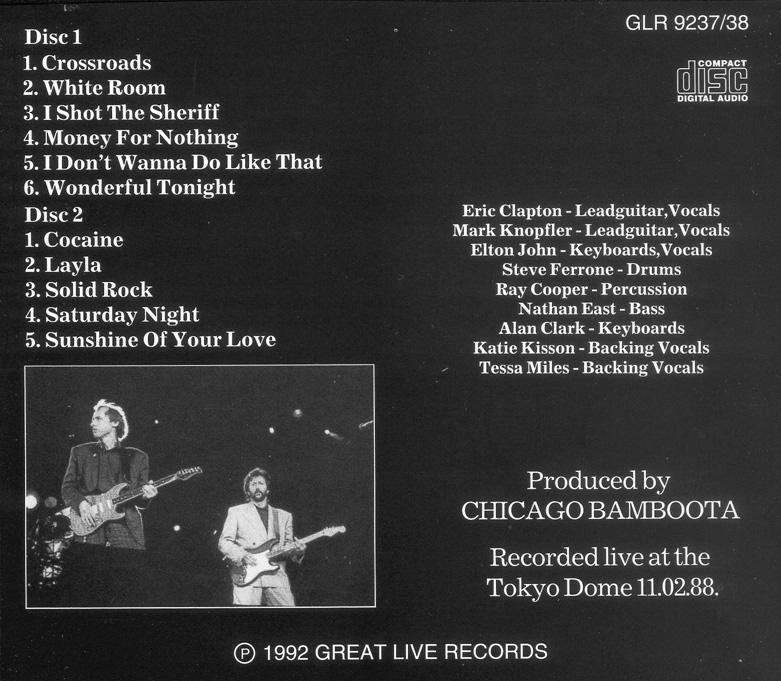 Disc 1
1. Crossroads
2. White Room
3. I Shot The Sheriff
4. Money For Nothing
5. I Don't Wanna Do Like That
6. Wonderful Tonight
Disc 2
1. Cocaine
2. Layla
3. Solid Rock
4. Saturday Night
5. Sunshine Of Your Love
GLR 9237/38
COMPACT
disc
DIGITAL AUDIO
Eric Clapton - Leadguitar,Vocals
Mark Knopfler - Leadguitar,Vocals
Elton John - Keyboards,Vocals
Steve Ferrone - Drums
Ray Cooper - Percussion
Nathan East - Bass
Alan Clark - Keyboards
Katie Kisson - Backing Vocals
Tessa Miles - Backing Vocals
Produced by
CHICAGO BAMBOOTA
Recorded live at the
Tokyo Dome 11.02.88.
Ⓟ 1992 GREAT LIVE RECORDS